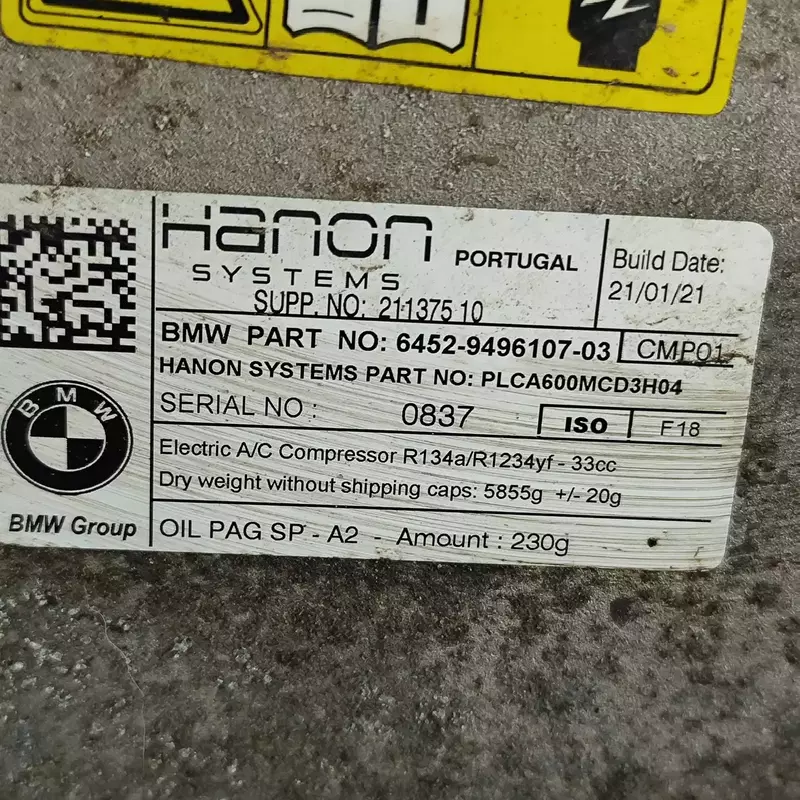 Hanon
SYSTEMS
PORTUGAL
Build Date:
21/01/21
SUPP. NO: 21137510
BMW PART NO: 6452-9496107-03
CMP01
HANON SYSTEMS PART NO: PLCA600MCD3H04
SERIAL NO : 0837
ISO
F18
Electric A/C Compressor R134a/R1234yf - 33cc
Dry weight without shipping caps: 5855g +/- 20g
OIL PAG SP - A2 - Amount : 230g
BMW
BMW Group